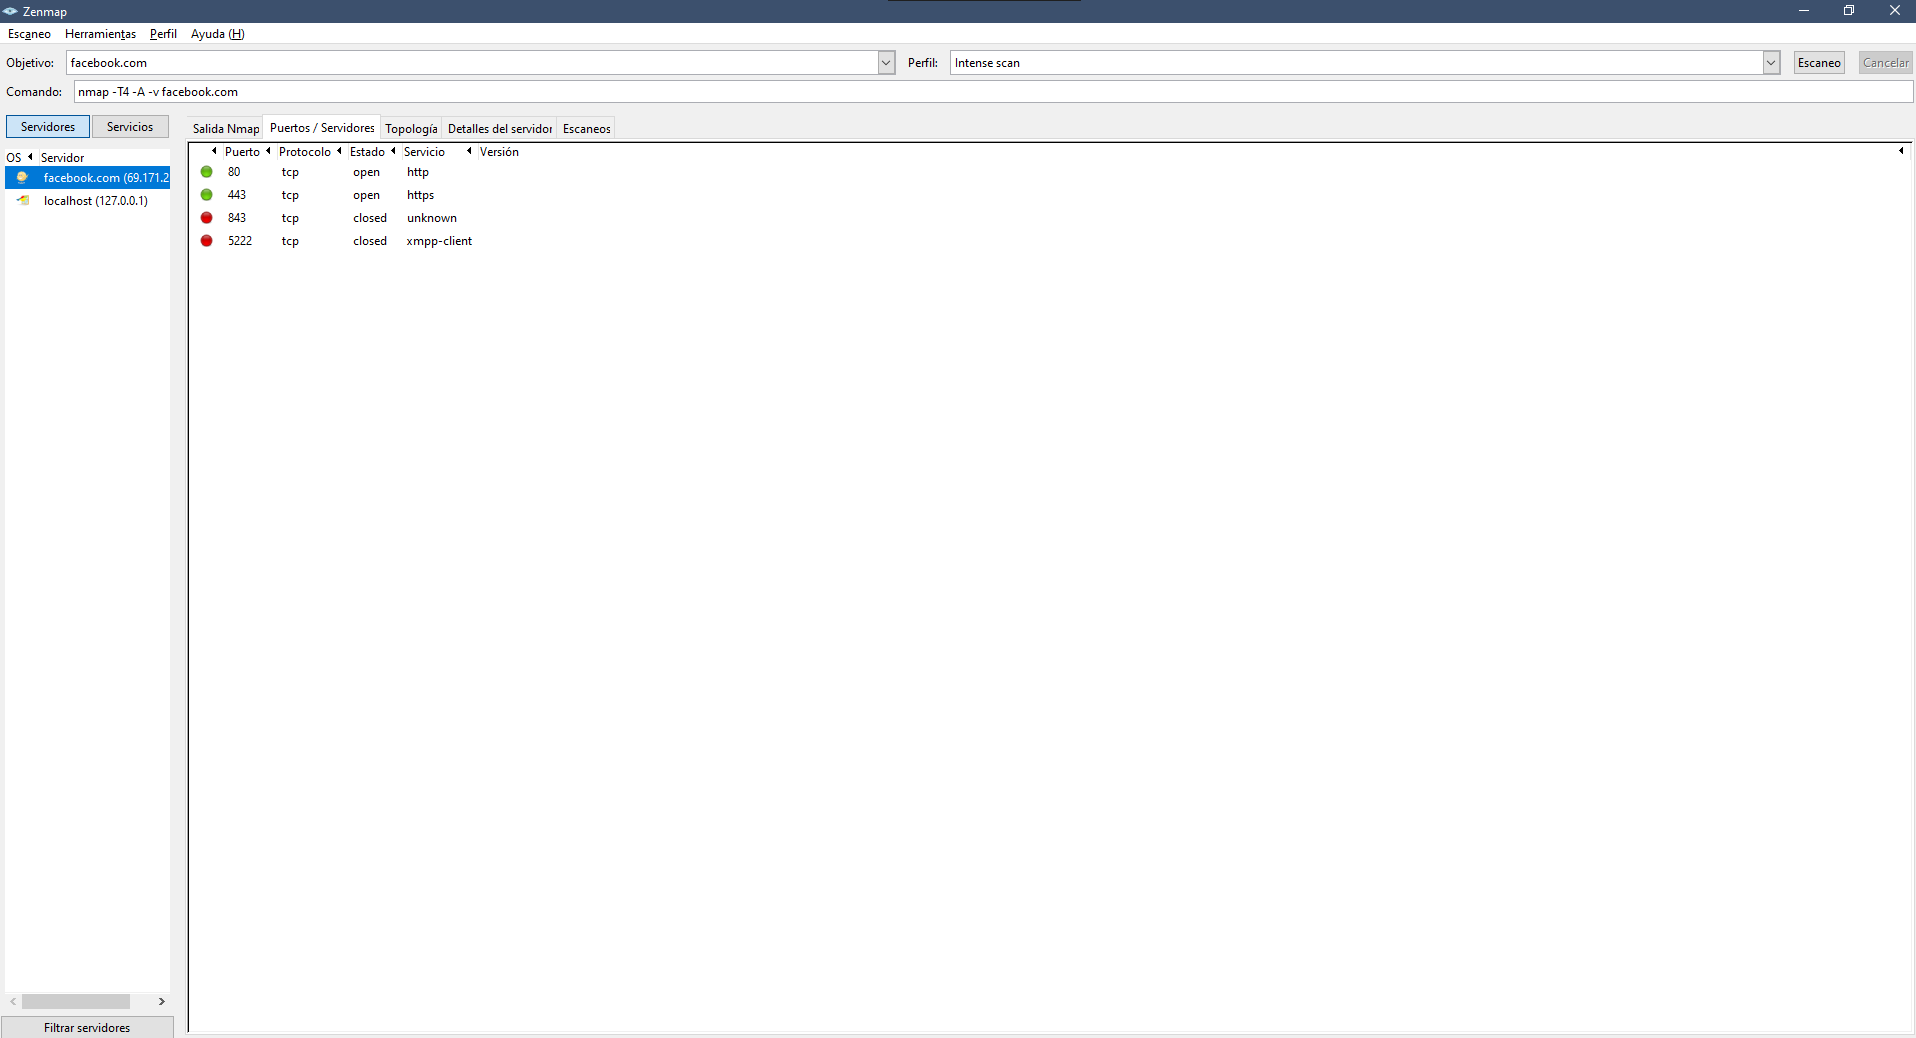 Zenmap
Escaneo Herramientas Perfil Ayuda (H)
Objetivo: facebook.com Perfil: Intense scan Escaneo Cancelar
Comando: nmap -T4 -A -v facebook.com
Servidores Servicios Salida Nmap Puertos / Servidores Topología Detalles del servidor Escaneos
OS Servidor
facebook.com (69.171.2
localhost (127.0.0.1)
Puerto Protocolo Estado Servicio Versión
80 tcp open http
443 tcp open https
843 tcp closed unknown
5222 tcp closed xmpp-client
Filtrar servidores